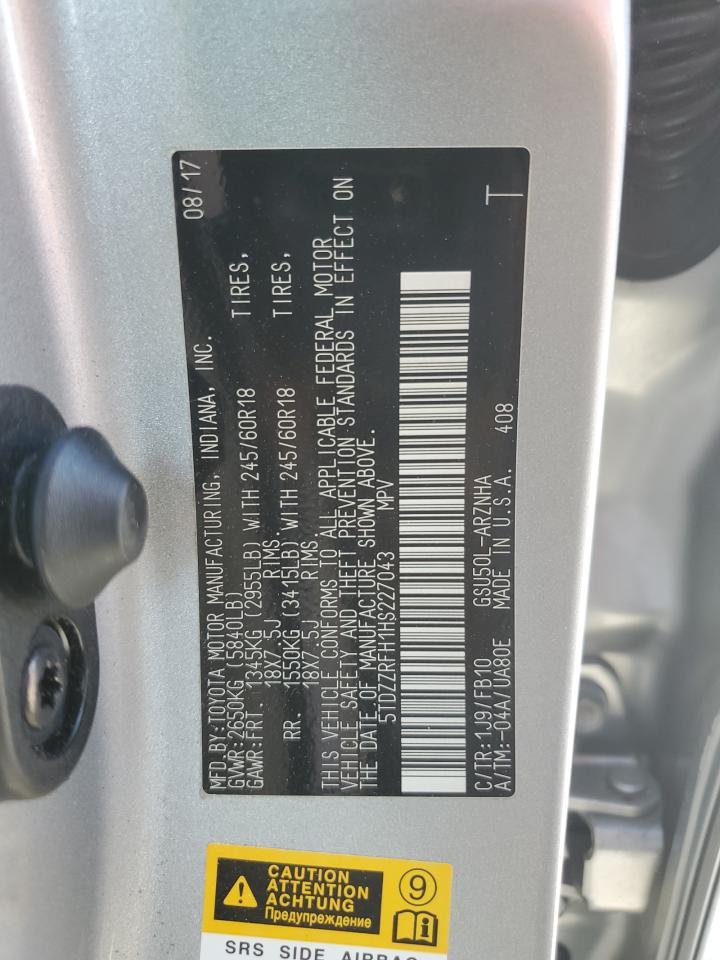 MFD. BY: TOYOTA MOTOR MANUFACTURING, INDIANA, INC. 08/17
GVWR: 2650KG (5840LB)
GAWR: FRT. 1345KG (2955LB) WITH 245/60R18 TIRES,
18X7.5J RIMS.
RR. 1550KG (3415LB) WITH 245/60R18 TIRES,
18X7.5J RIMS.
THIS VEHICLE CONFORMS TO ALL APPLICABLE FEDERAL MOTOR
VEHICLE SAFETY AND THEFT PREVENTION STANDARDS IN EFFECT ON
THE DATE OF MANUFACTURE SHOWN ABOVE.
5TDZZRFH1HS227043 MPV
C/TR: 1J9/FB10 GSU50L-ARZNHA T
A/TM: -04A/UA80E MADE IN U.S.A. 408
CAUTION
ATTENTION
ACHTUNG
Предупреждение
9
i
SRS SIDE AIRBAG